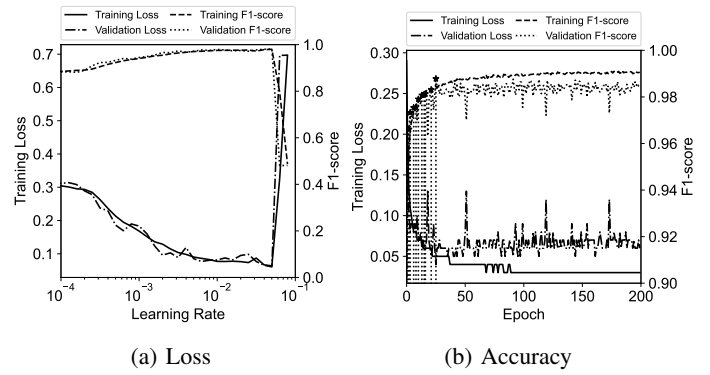 Training Loss Training F1-score
Validation Loss Validation F1-score
0.7
0.6
0.5
0.4
0.3
0.2
0.1
Training Loss
1.0
0.8
0.6
0.4
0.2
0.0
F1-score
10⁻⁴ 10⁻³ 10⁻² 10⁻¹
Learning Rate
(a) Loss
Training Loss Training F1-score
Validation Loss Validation F1-score
0.30
0.25
0.20
0.15
0.10
0.05
Training Loss
1.00
0.98
0.96
0.94
0.92
0.90
F1-score
0 50 100 150 200
Epoch
(b) Accuracy